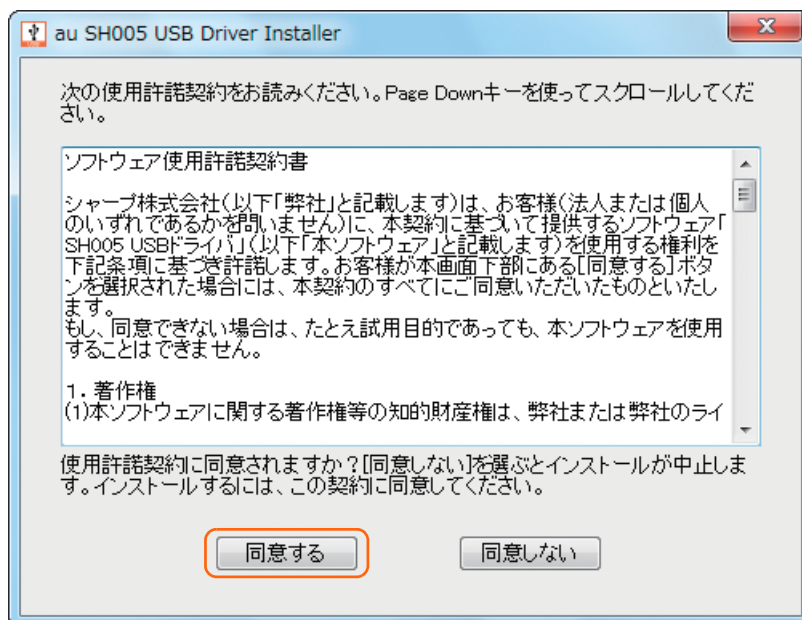 au SH005 USB Driver Installer
次の使用許諾契約をお読みください。Page Downキーを使ってスクロールしてくだ
さい。
ソフトウェア使用許諾契約書
シャープ株式会社(以下「弊社」と記載します)は、お客様(法人または個人
のいずれであるかを問いません)に、本契約に基づいて提供するソフトウェア「
SH005 USBドライバ」(以下「本ソフトウェア」と記載します)を使用する権利を
下記条項に基づき許諾します。お客様が本画面下部にある[同意する]ボタ
ンを選択された場合には、本契約のすべてにご同意いただいたものといたし
ます。
もし、同意できない場合は、たとえ試用目的であっても、本ソフトウェアを使用
することはできません。
1．著作権
(1)本ソフトウェアに関する著作権等の知的財産権は、弊社または弊社のライ
使用許諾契約に同意されますか？[同意しない]を選ぶとインストールが中止しま
す。インストールするには、この契約に同意してください。
同意する
同意しない